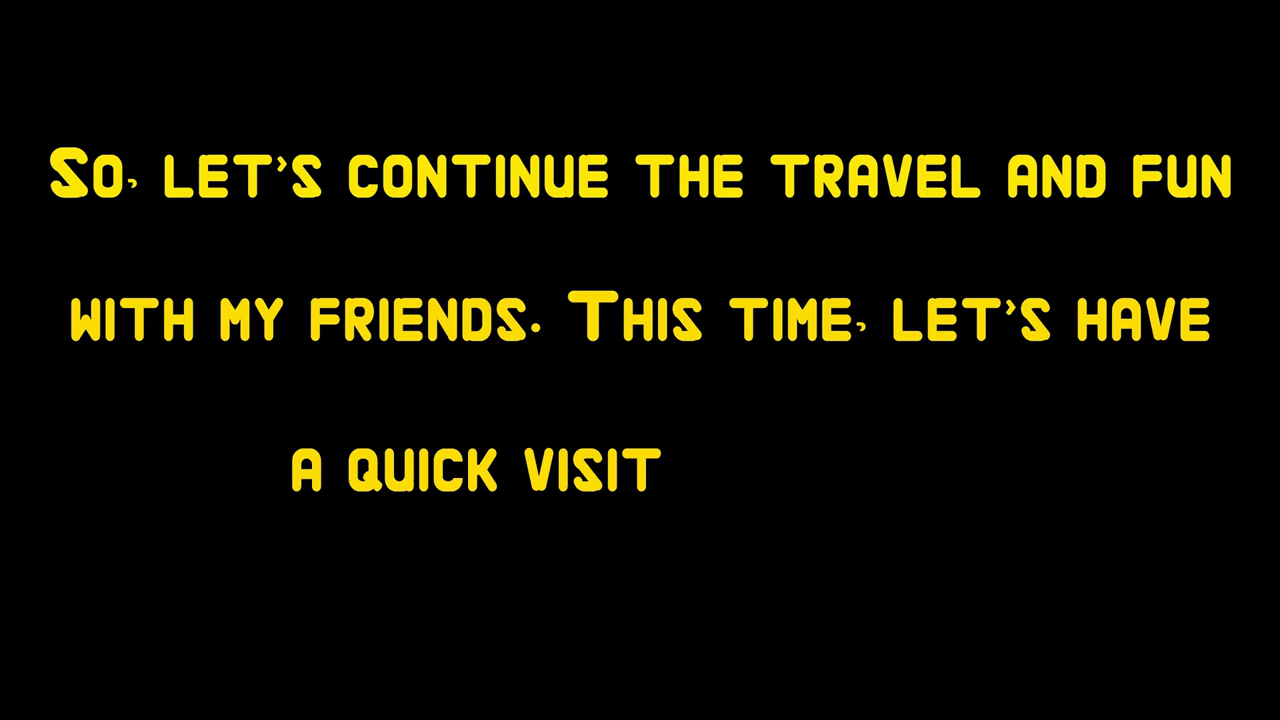 So, let's continue the travel and fun
with my friends. This time, let's have
a quick visit